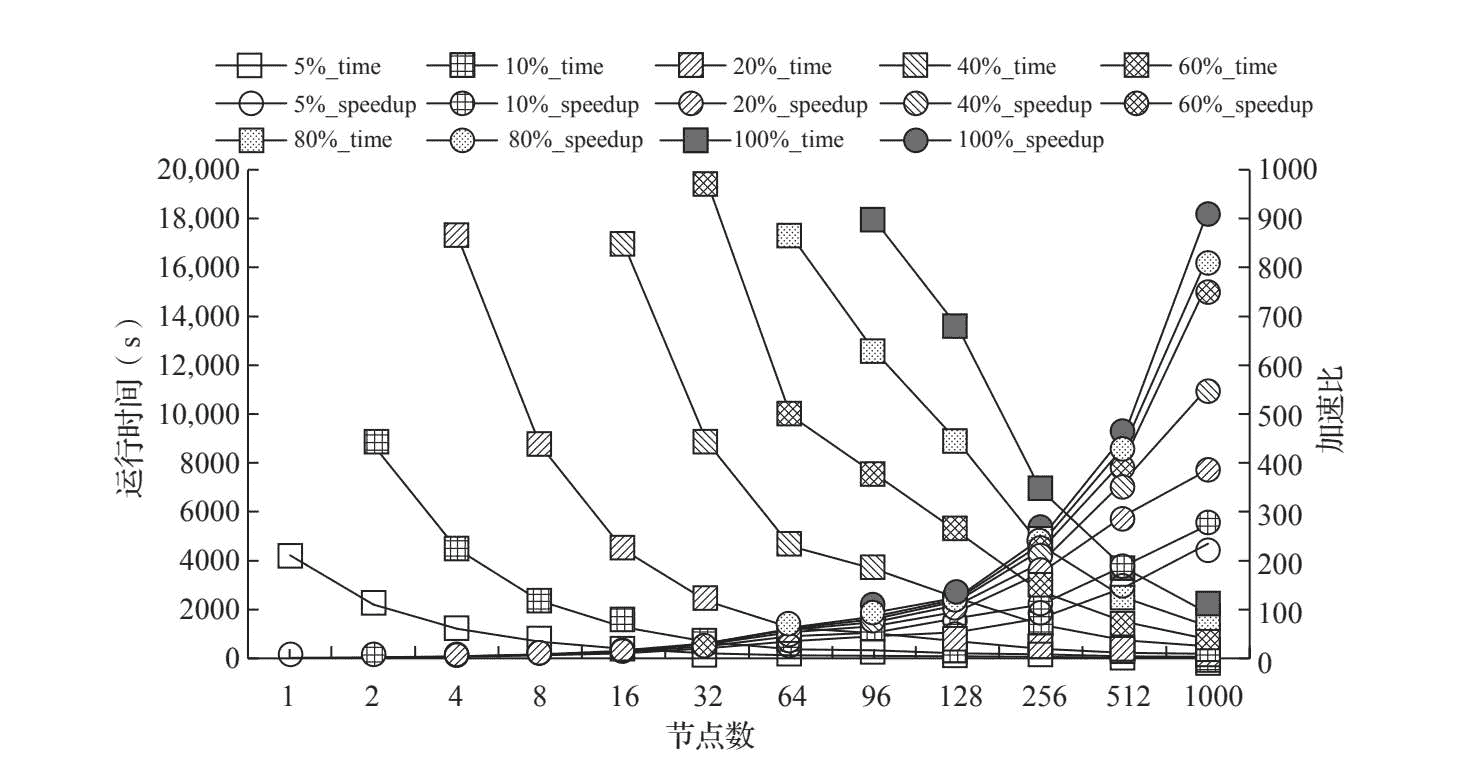 5%_time 10%_time 20%_time 40%_time 60%_time
5%_speedup 10%_speedup 20%_speedup 40%_speedup 60%_speedup
80%_time 80%_speedup 100%_time 100%_speedup
20,000 1000
18,000 900
16,000 800
14,000 700
12,000 600
10,000 500
8000 400
6000 300
4000 200
2000 100
0 0
运行时间（s）
加速比
1 2 4 8 16 32 64 96 128 256 512 1000
节点数